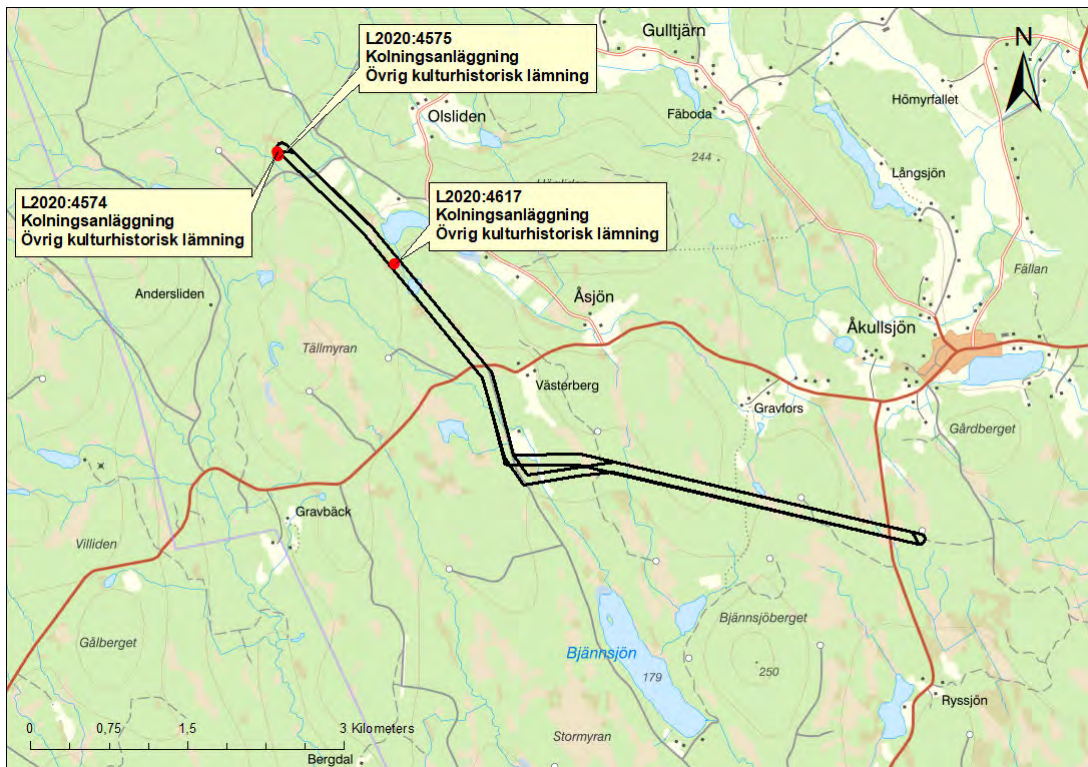 L2020:4575
Kolningsanläggning
Övrig kulturhistorisk lämning
Gulltjärn
N
Hömyrfallet
Olsliden
Fäboda
244
Långsjön
L2020:4574
Kolningsanläggning
Övrig kulturhistorisk lämning
L2020:4617
Kolningsanläggning
Övrig kulturhistorisk lämning
Fällan
Andersliden
Åsjön
Åkullsjön
Tällmyran
Västerberg
Gravfors
Gårdberget
Gravbäck
Villiden
Bjännsjöberget
Gålberget
Bjännsjön
179
250
Ryssjön
0 0,75 1,5 3 Kilometers
Stormyran
Bergdal